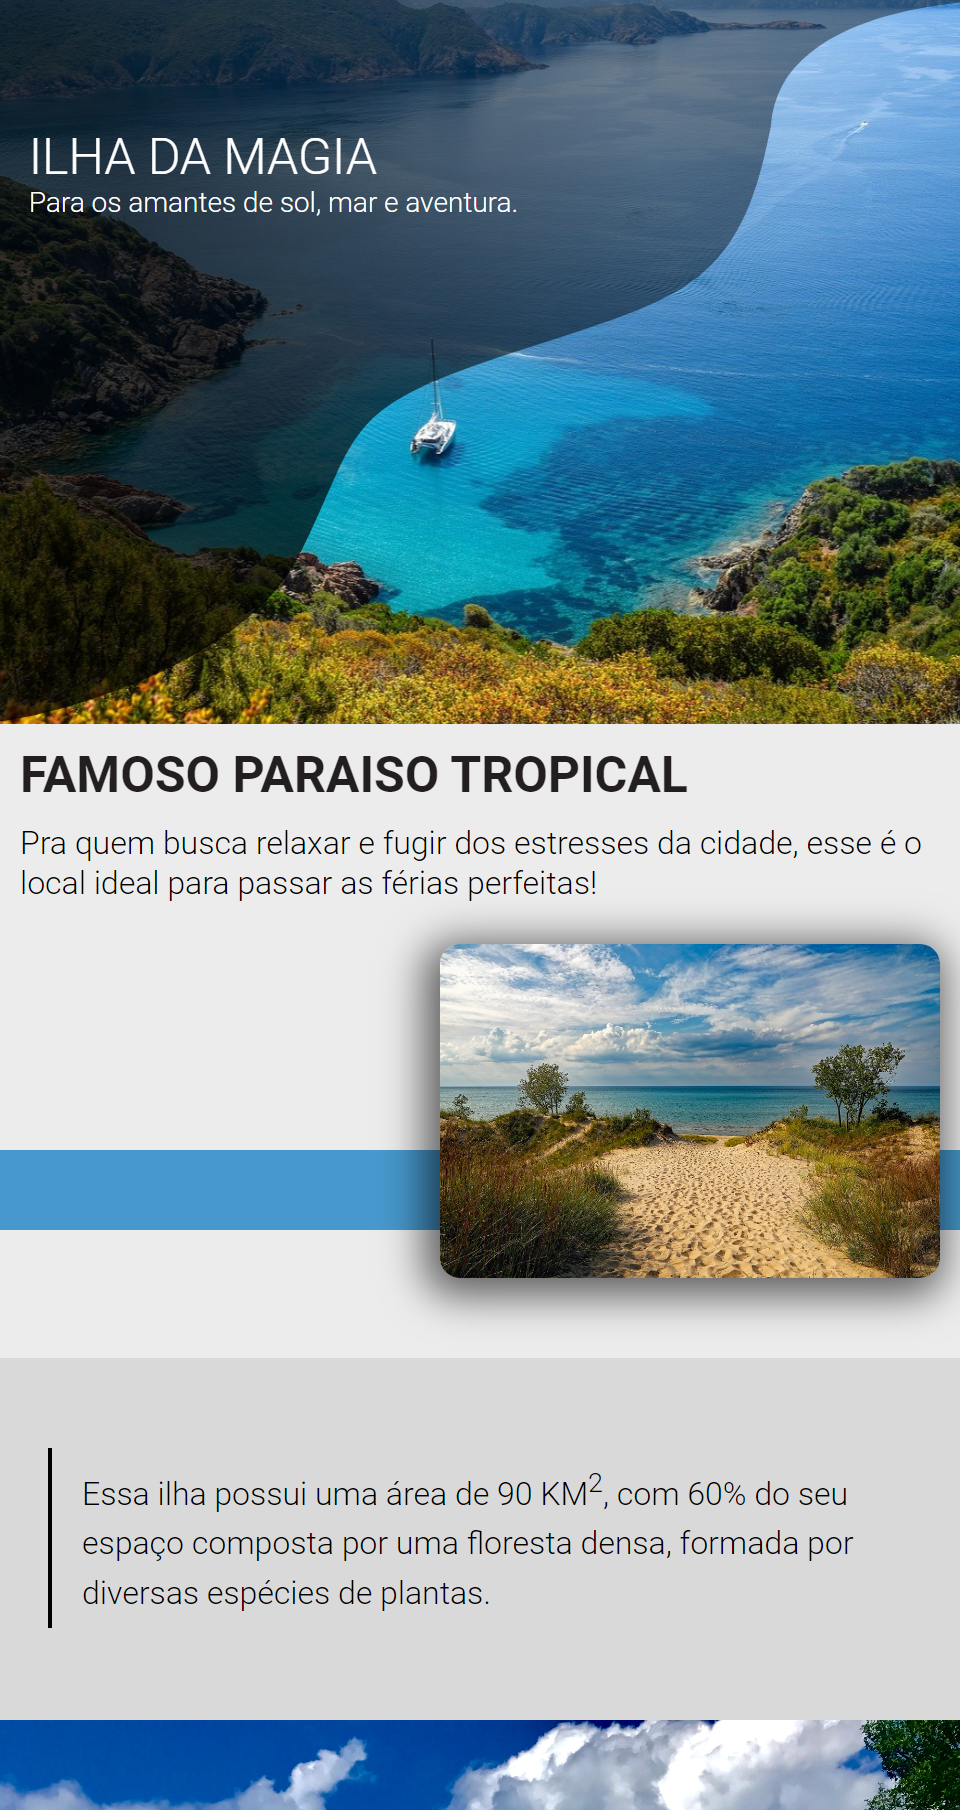 ILHA DA MAGIA
Para os amantes de sol, mar e aventura.
FAMOSO PARAISO TROPICAL
Pra quem busca relaxar e fugir dos estresses da cidade, esse é o
local ideal para passar as férias perfeitas!
Essa ilha possui uma área de 90 KM², com 60% do seu
espaço composta por uma floresta densa, formada por
diversas espécies de plantas.